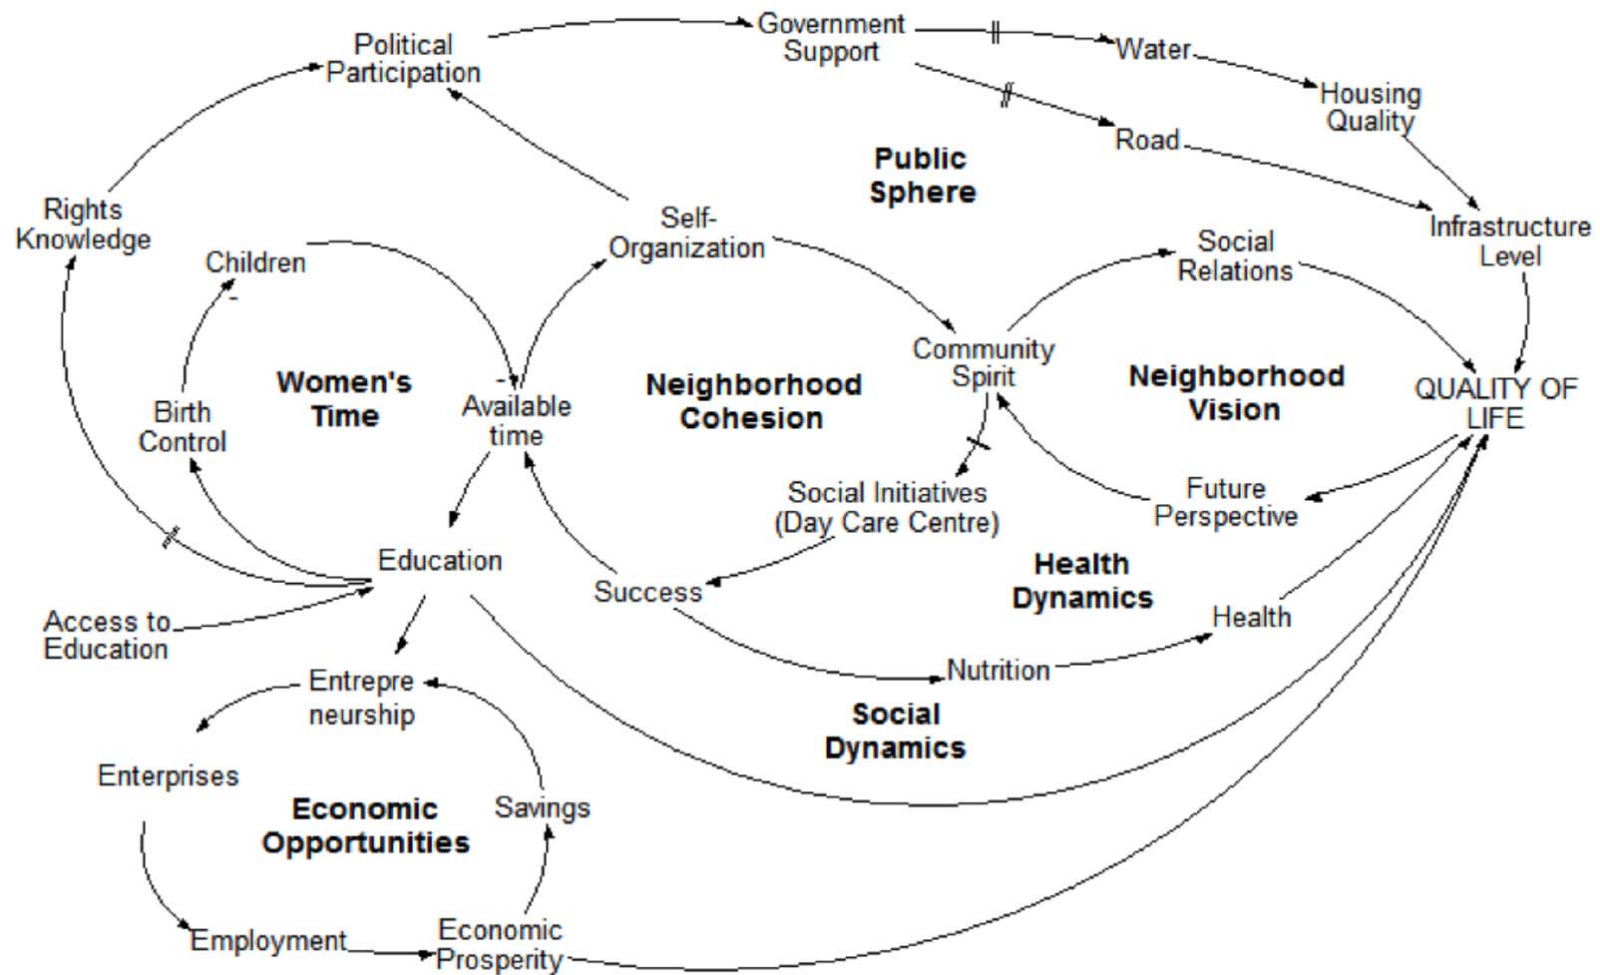 Political
Participation
Government
Support
Water
Housing
Quality
Road
Public
Sphere
Rights
Knowledge
Self-
Organization
Infrastructure
Level
Social
Relations
Children
-
Community
Spirit
Women's
Time
-
Available
time
Neighborhood
Cohesion
Neighborhood
Vision
QUALITY OF
LIFE
Birth
Control
Social Initiatives
(Day Care Centre)
Future
Perspective
Education
Success
Health
Dynamics
Access to
Education
Health
Nutrition
Entrepre
neurship
Social
Dynamics
Enterprises
Economic
Opportunities
Savings
Employment
Economic
Prosperity